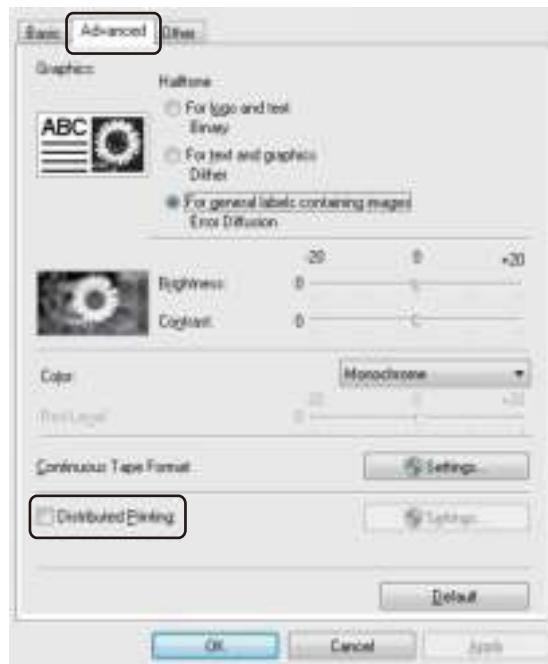 Basic Advanced Other
Graphics
Halftone
For logo and text
Binary
ABC
For text and graphics
Dither
For general labels containing images
Error Diffusion
-20 0 +20
Brightness: 0
Contrast: 0
Color: Monochrome
-20 0 +20
Red Level: 0
Continuous Tape Format Settings...
Distributed Printing Settings...
Default
OK Cancel Apply